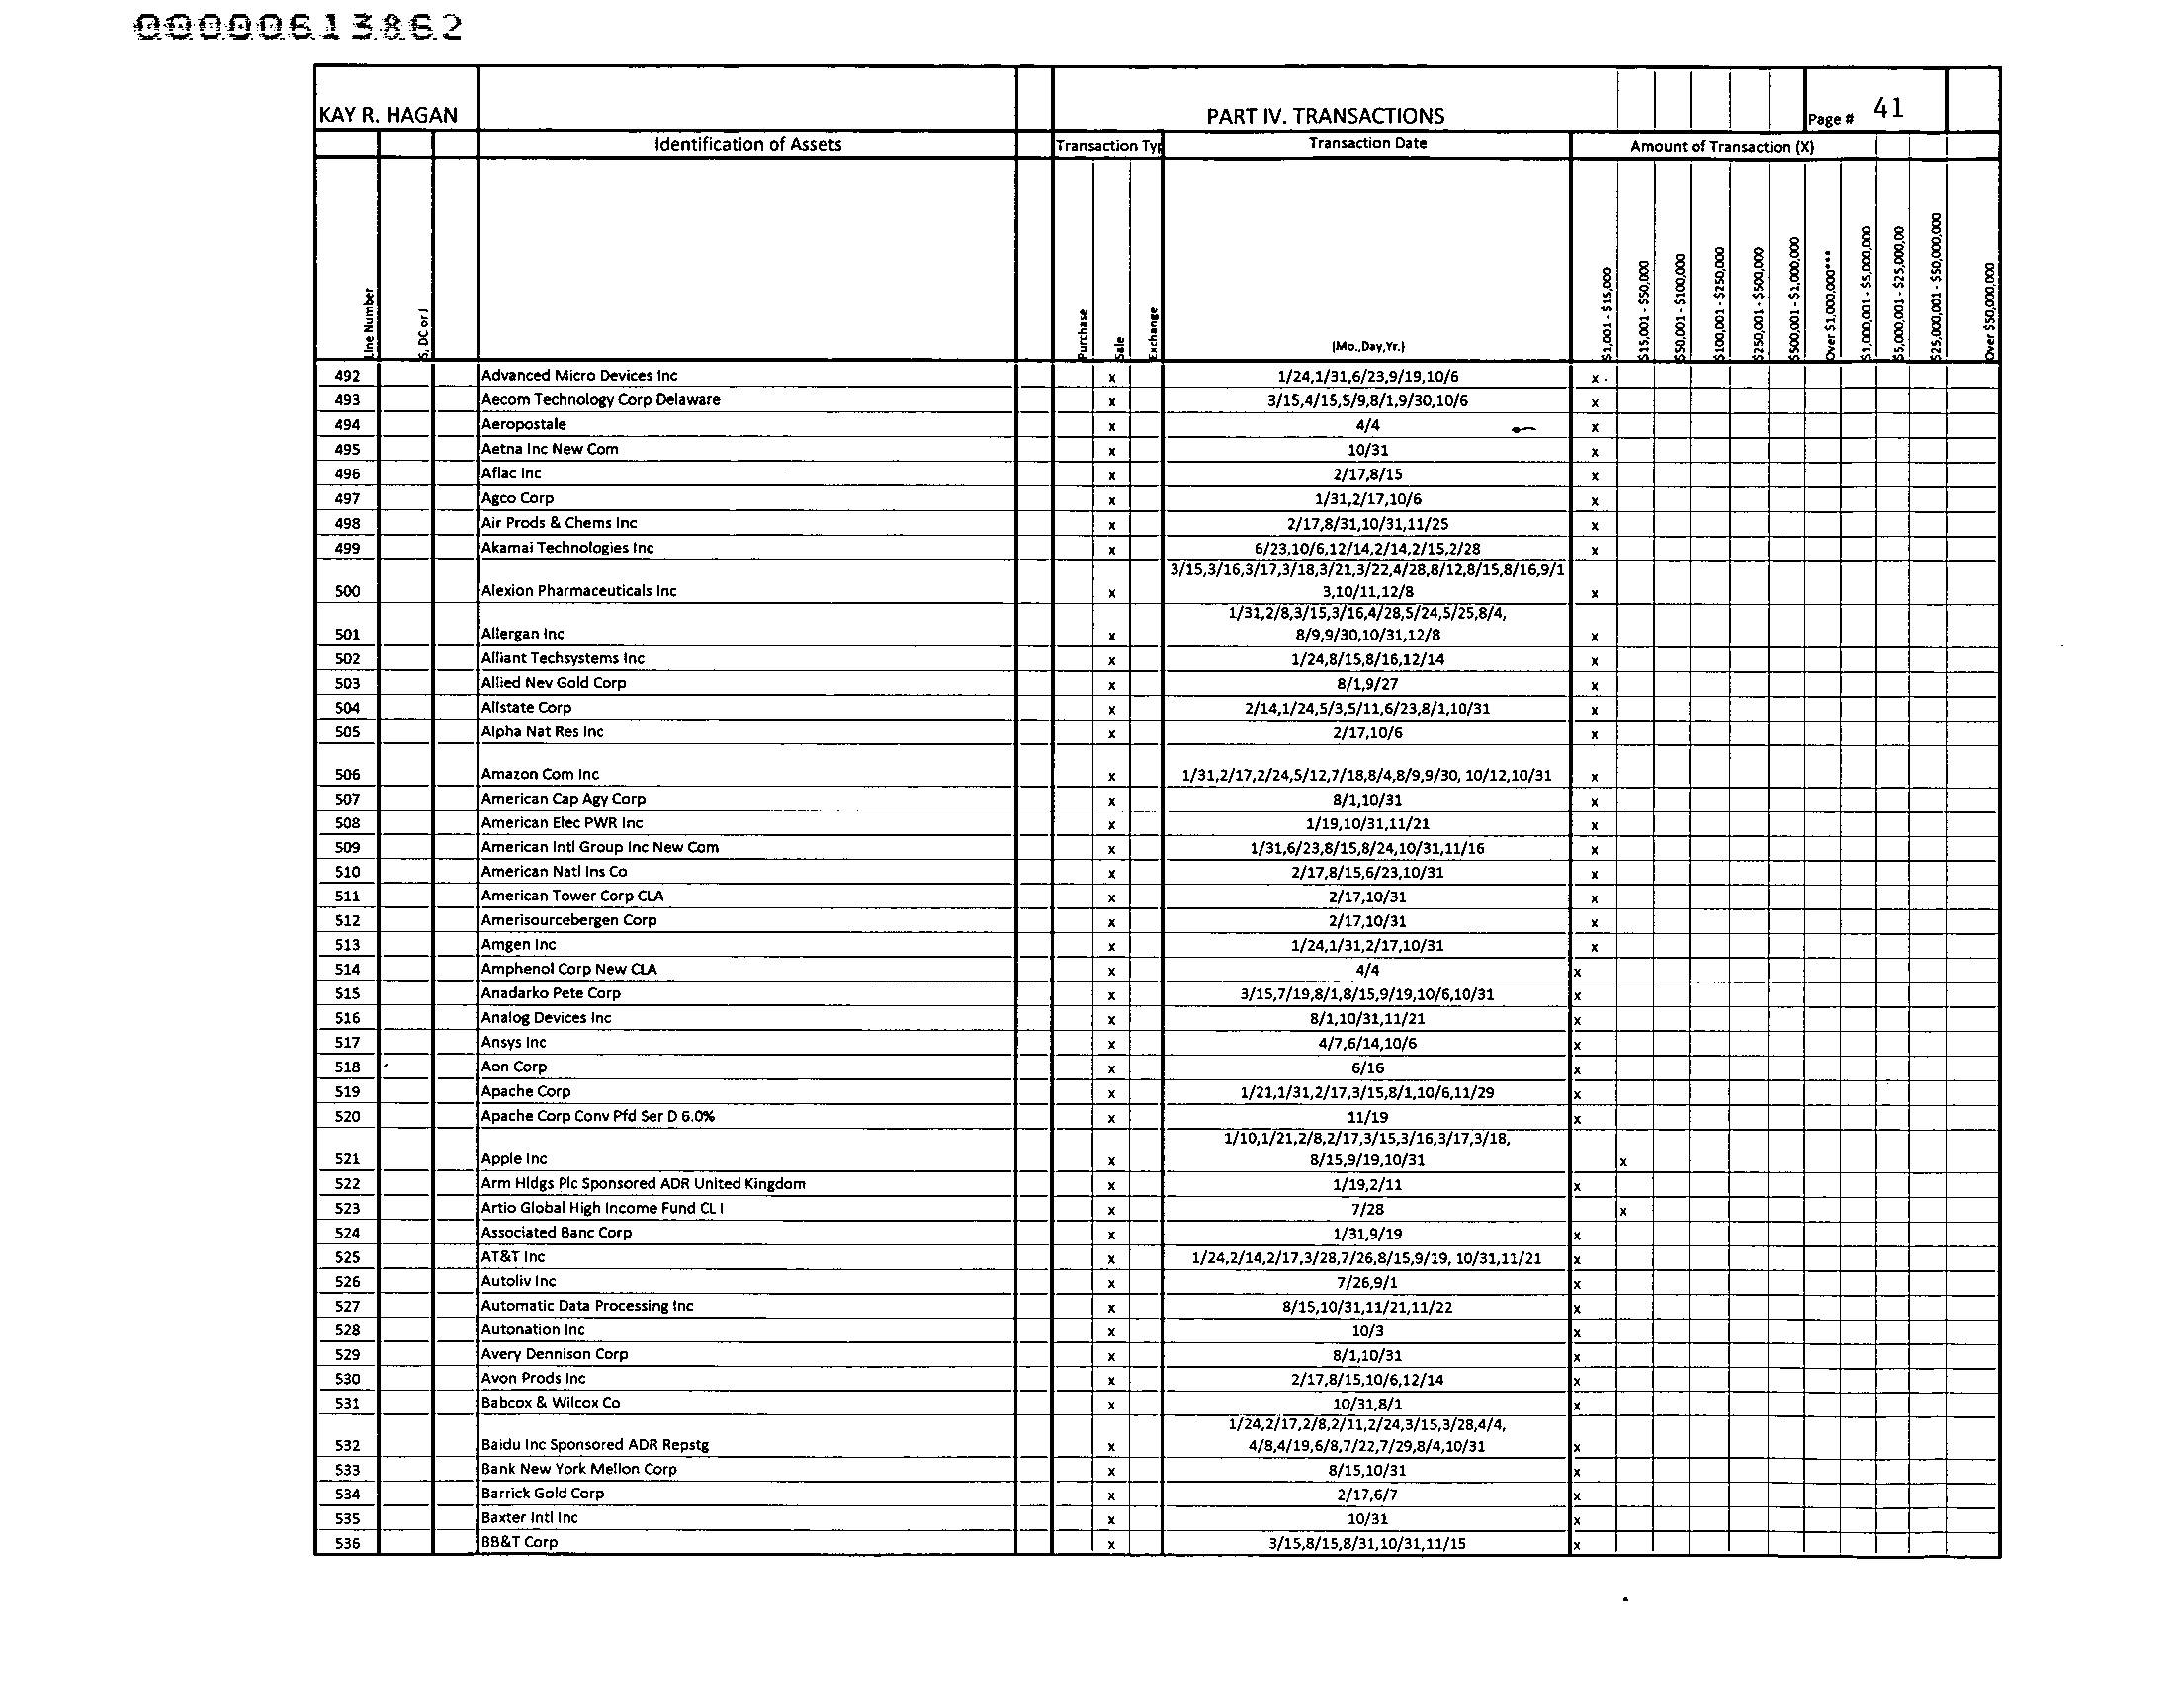 00000613862
KAY R. HAGAN PART IV. TRANSACTIONS Page # 41
Identification of Assets Transaction Typ Transaction Date Amount of Transaction (X)
Line Number S, DC or J Purchase Sale Exchange (Mo.,Day,Yr.) $1,001 - $15,000 $15,001 - $50,000 $50,001 - $100,000 $100,001 - $250,000 $250,001 - $500,000 $500,001 - $1,000,000 Over $1,000,000*** $1,000,001 - $5,000,000 $5,000,001 - $25,000,00 $25,000,001 - $50,000,000 Over $50,000,000
492 Advanced Micro Devices Inc x 1/24,1/31,6/23,9/19,10/6 x
493 Aecom Technology Corp Delaware x 3/15,4/15,5/9,8/1,9/30,10/6 x
494 Aeropostale x 4/4 x
495 Aetna Inc New Com x 10/31 x
496 Aflac Inc x 2/17,8/15 x
497 Agco Corp x 1/31,2/17,10/6 x
498 Air Prods & Chems Inc x 2/17,8/31,10/31,11/25 x
499 Akamai Technologies Inc x 6/23,10/6,12/14,2/14,2/15,2/28 x
3/15,3/16,3/17,3/18,3/21,3/22,4/28,8/12,8/15,8/16,9/1
500 Alexion Pharmaceuticals Inc x 3,10/11,12/8 x
1/31,2/8,3/15,3/16,4/28,5/24,5/25,8/4,
501 Allergan Inc x 8/9,9/30,10/31,12/8 x
502 Alliant Techsystems Inc x 1/24,8/15,8/16,12/14 x
503 Allied Nev Gold Corp x 8/1,9/27 x
504 Allstate Corp x 2/14,1/24,5/3,5/11,6/23,8/1,10/31 x
505 Alpha Nat Res Inc x 2/17,10/6 x
506 Amazon Com Inc x 1/31,2/17,2/24,5/12,7/18,8/4,8/9,9/30, 10/12,10/31 x
507 American Cap Agy Corp x 8/1,10/31 x
508 American Elec PWR Inc x 1/19,10/31,11/21 x
509 American Intl Group Inc New Com x 1/31,6/23,8/15,8/24,10/31,11/16 x
510 American Natl Ins Co x 2/17,8/15,6/23,10/31 x
511 American Tower Corp CLA x 2/17,10/31 x
512 Amerisourcebergen Corp x 2/17,10/31 x
513 Amgen Inc x 1/24,1/31,2/17,10/31 x
514 Amphenol Corp New CLA x 4/4 x
515 Anadarko Pete Corp x 3/15,7/19,8/1,8/15,9/19,10/6,10/31 x
516 Analog Devices Inc x 8/1,10/31,11/21 x
517 Ansys Inc x 4/7,6/14,10/6 x
518 Aon Corp x 6/16 x
519 Apache Corp x 1/21,1/31,2/17,3/15,8/1,10/6,11/29 x
520 Apache Corp Conv Pfd Ser D 6.0% x 11/19 x
1/10,1/21,2/8,2/17,3/15,3/16,3/17,3/18,
521 Apple Inc x 8/15,9/19,10/31 x
522 Arm Hldgs Plc Sponsored ADR United Kingdom x 1/19,2/11 x
523 Artio Global High Income Fund CL I x 7/28 x
524 Associated Banc Corp x 1/31,9/19 x
525 AT&T Inc x 1/24,2/14,2/17,3/28,7/26,8/15,9/19, 10/31,11/21 x
526 Autoliv Inc x 7/26,9/1 x
527 Automatic Data Processing Inc x 8/15,10/31,11/21,11/22 x
528 Autonation Inc x 10/3 x
529 Avery Dennison Corp x 8/1,10/31 x
530 Avon Prods Inc x 2/17,8/15,10/6,12/14 x
531 Babcox & Wilcox Co x 10/31,8/1 x
1/24,2/17,2/8,2/11,2/24,3/15,3/28,4/4,
532 Baidu Inc Sponsored ADR Repstg x 4/8,4/19,6/8,7/22,7/29,8/4,10/31 x
533 Bank New York Mellon Corp x 8/15,10/31 x
534 Barrick Gold Corp x 2/17,6/7 x
535 Baxter Intl Inc x 10/31 x
536 BB&T Corp x 3/15,8/15,8/31,10/31,11/15 x